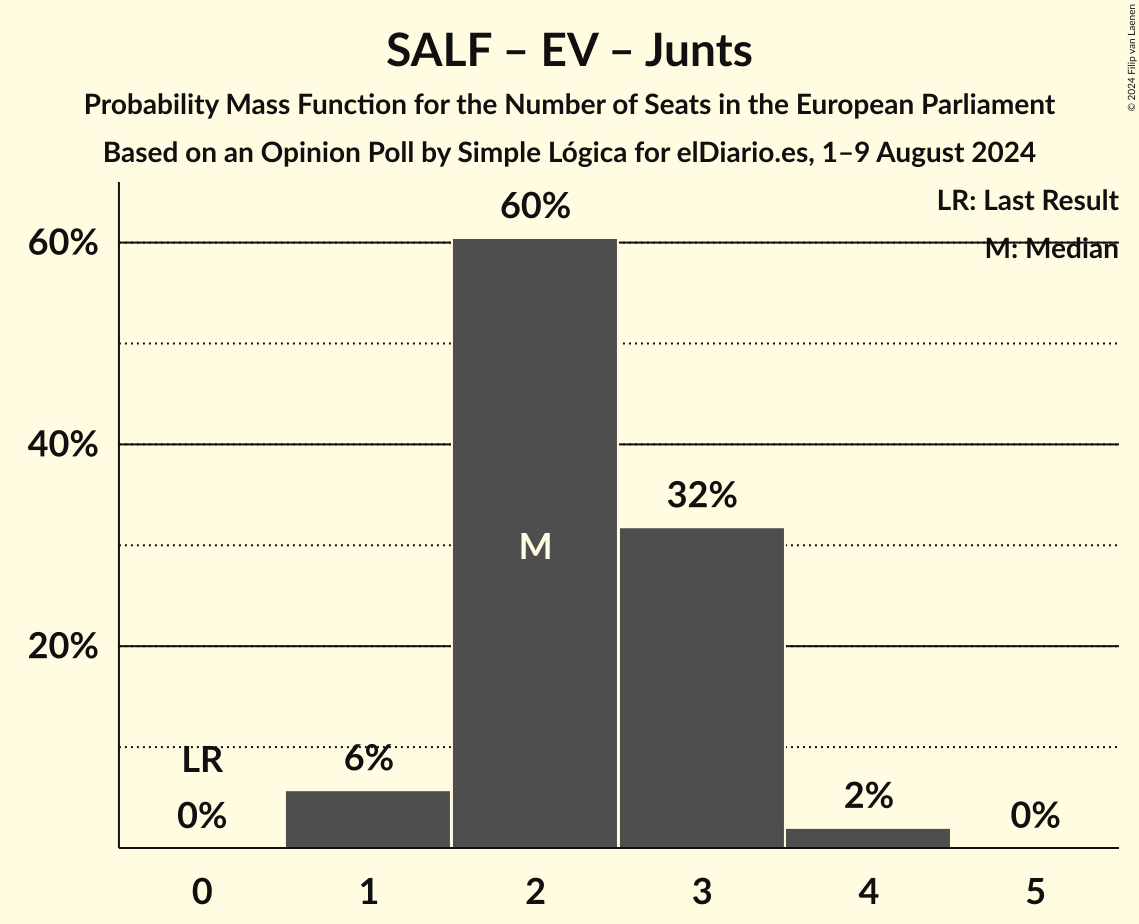 SALF – EV – Junts
Probability Mass Function for the Number of Seats in the European Parliament
Based on an Opinion Poll by Simple Lógica for elDiario.es, 1–9 August 2024
© 2024 Filip van Laenen
LR: Last Result
M: Median
60%
40%
20%
60%
32%
M
LR
0%
6%
2%
0%
0 1 2 3 4 5